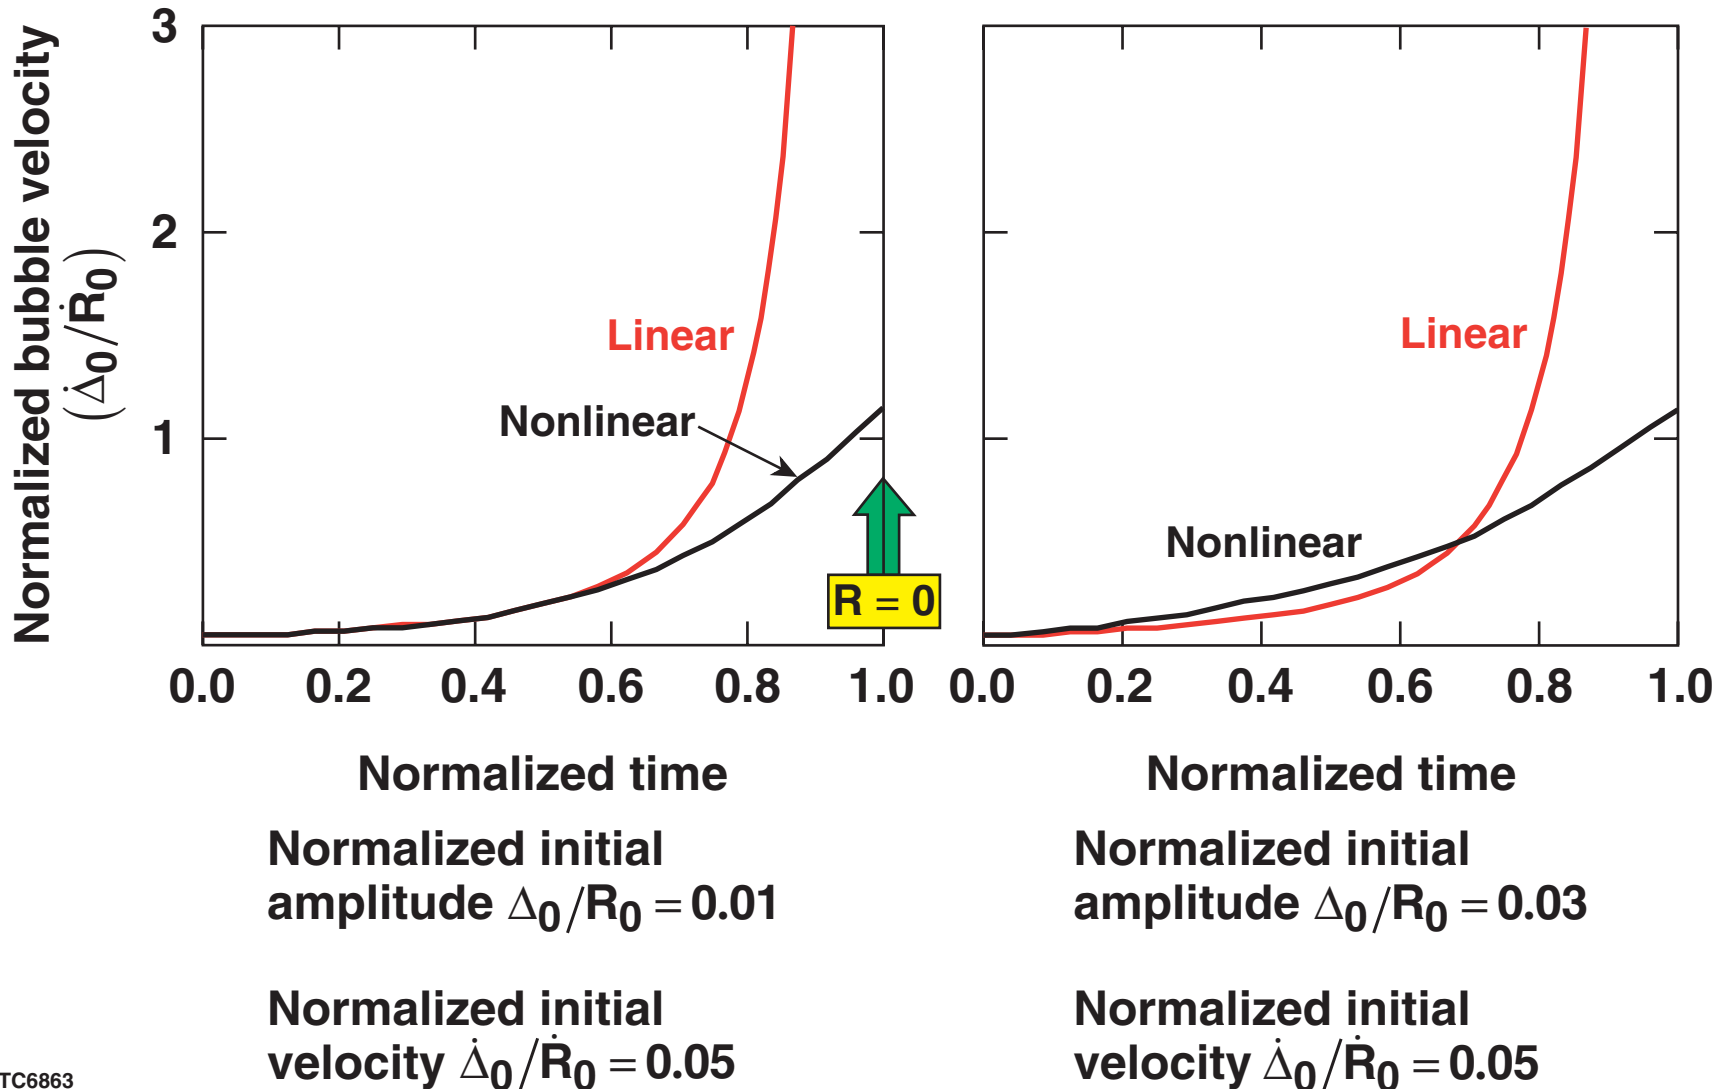 Normalized bubble velocity
(Δ̇0/Ṙ0)
3
2
1
Linear
Nonlinear
R = 0
0.0 0.2 0.4 0.6 0.8 1.0
Normalized time
Normalized initial
amplitude Δ0/R0 = 0.01
Normalized initial
velocity Δ̇0/Ṙ0 = 0.05
Linear
Nonlinear
0.0 0.2 0.4 0.6 0.8 1.0
Normalized time
Normalized initial
amplitude Δ0/R0 = 0.03
Normalized initial
velocity Δ̇0/Ṙ0 = 0.05
TC6863